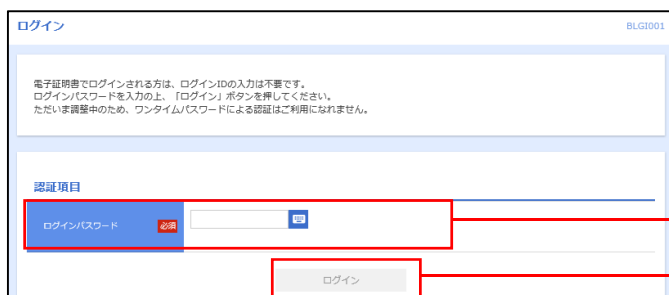 ログイン
BLGI001
電子証明書でログインされる方は、ログインIDの入力は不要です。
ログインパスワードを入力の上、「ログイン」ボタンを押してください。
ただいま調整中のため、ワンタイムパスワードによる認証はご利用になれません。
認証項目
ログインパスワード 必須
ログイン